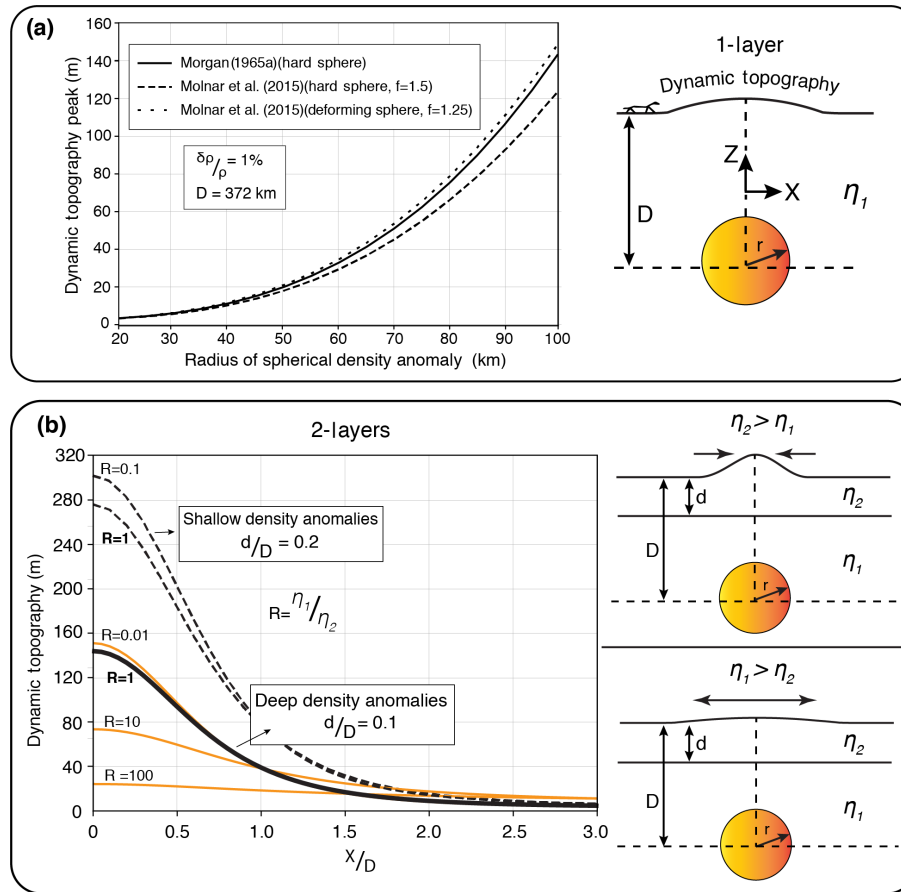 (a)
160
140
120
100
80
60
40
20
0
20
30
40
50
60
70
80
90
100
Dynamic topography peak (m)
Radius of spherical density anomaly (km)
Morgan(1965a)(hard sphere)
Molnar et al. (2015)(hard sphere, f=1.5)
Molnar et al. (2015)(deforming sphere, f=1.25)
δρ/ρ = 1%
D = 372 km
1-layer
Dynamic topography
Z
X
D
r
η1
(b)
2-layers
320
280
240
200
160
120
80
40
0
0
0.5
1.0
1.5
2.0
2.5
3.0
Dynamic topography (m)
X/D
R=0.1
R=1
Shallow density anomalies
d/D = 0.2
R=η1/η2
R=0.01
R=1
Deep density anomalies
d/D = 0.1
R=10
R =100
η2 > η1
d
η2
D
η1
r
η1 > η2
d
η2
D
η1
r